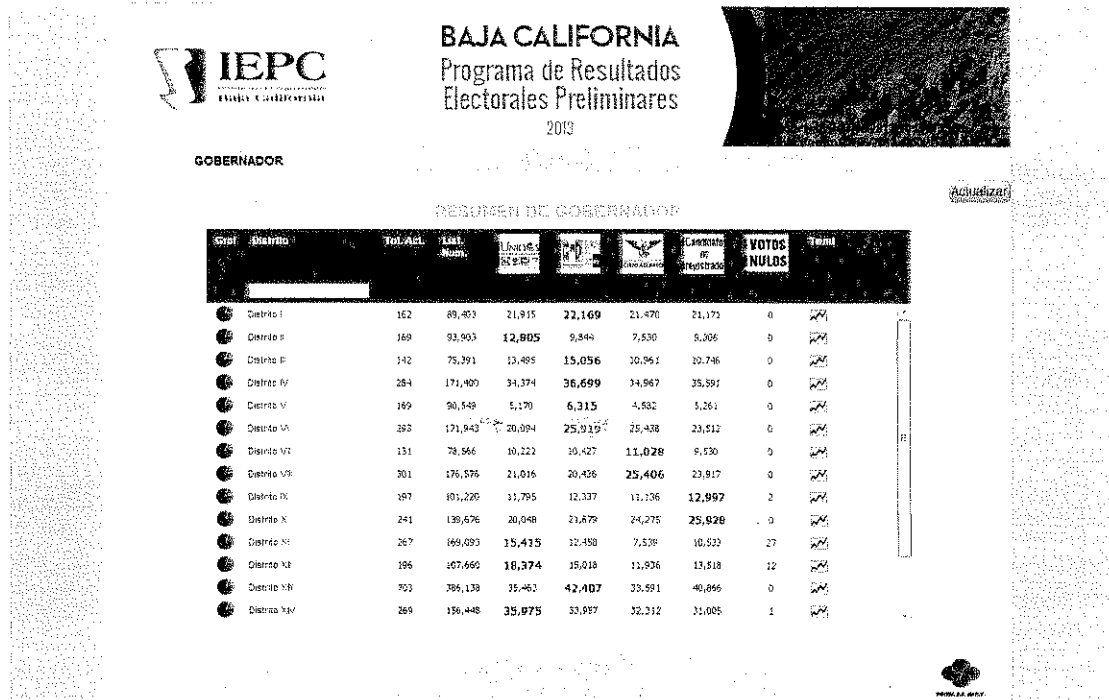 IEPC
Baja California
BAJA CALIFORNIA
Programa de Resultados
Electorales Preliminares
2013
GOBERNADOR
Actualizar
RESUMEN DE GOBERNADOR
Graf Distrito Tot. Act. List. Nom. Candidato no registrado VOTOS NULOS Tend
Distrito I 162 89,403 21,915 22,169 21,470 21,171 0
Distrito II 169 93,903 12,805 9,844 7,530 9,306 0
Distrito III 142 75,391 13,495 15,056 10,961 10,746 0
Distrito IV 284 171,400 34,374 36,699 34,967 35,591 0
Distrito V 169 90,549 5,170 6,315 4,582 5,261 0
Distrito VI 293 171,943 20,094 25,919 25,438 23,512 0
Distrito VII 131 78,566 10,222 10,427 11,028 9,530 0
Distrito VIII 301 176,576 21,016 20,436 25,406 23,917 0
Distrito IX 197 101,220 11,795 12,337 11,136 12,997 2
Distrito X 241 139,676 20,048 21,879 24,275 25,928 0
Distrito XI 267 169,093 15,415 12,458 7,539 10,533 27
Distrito XII 196 107,660 18,374 15,018 11,936 13,518 12
Distrito XIII 703 386,138 35,463 42,407 33,591 40,866 0
Distrito XIV 269 156,448 35,975 33,957 32,312 31,005 1